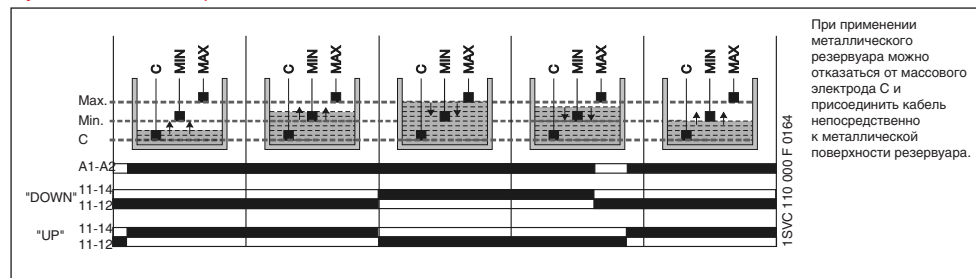 C MIN MAX C MIN MAX C MIN MAX C MIN MAX C MIN MAX
Max.
Min.
C
A1-A2
"DOWN" 11-14
11-12
"UP" 11-14
11-12
1SVC 110 000 F 0164
При применении
металлического
резервуара можно
отказаться от массового
электрода С и
присоединить кабель
непосредственно
к металлической
поверхности резервуара.